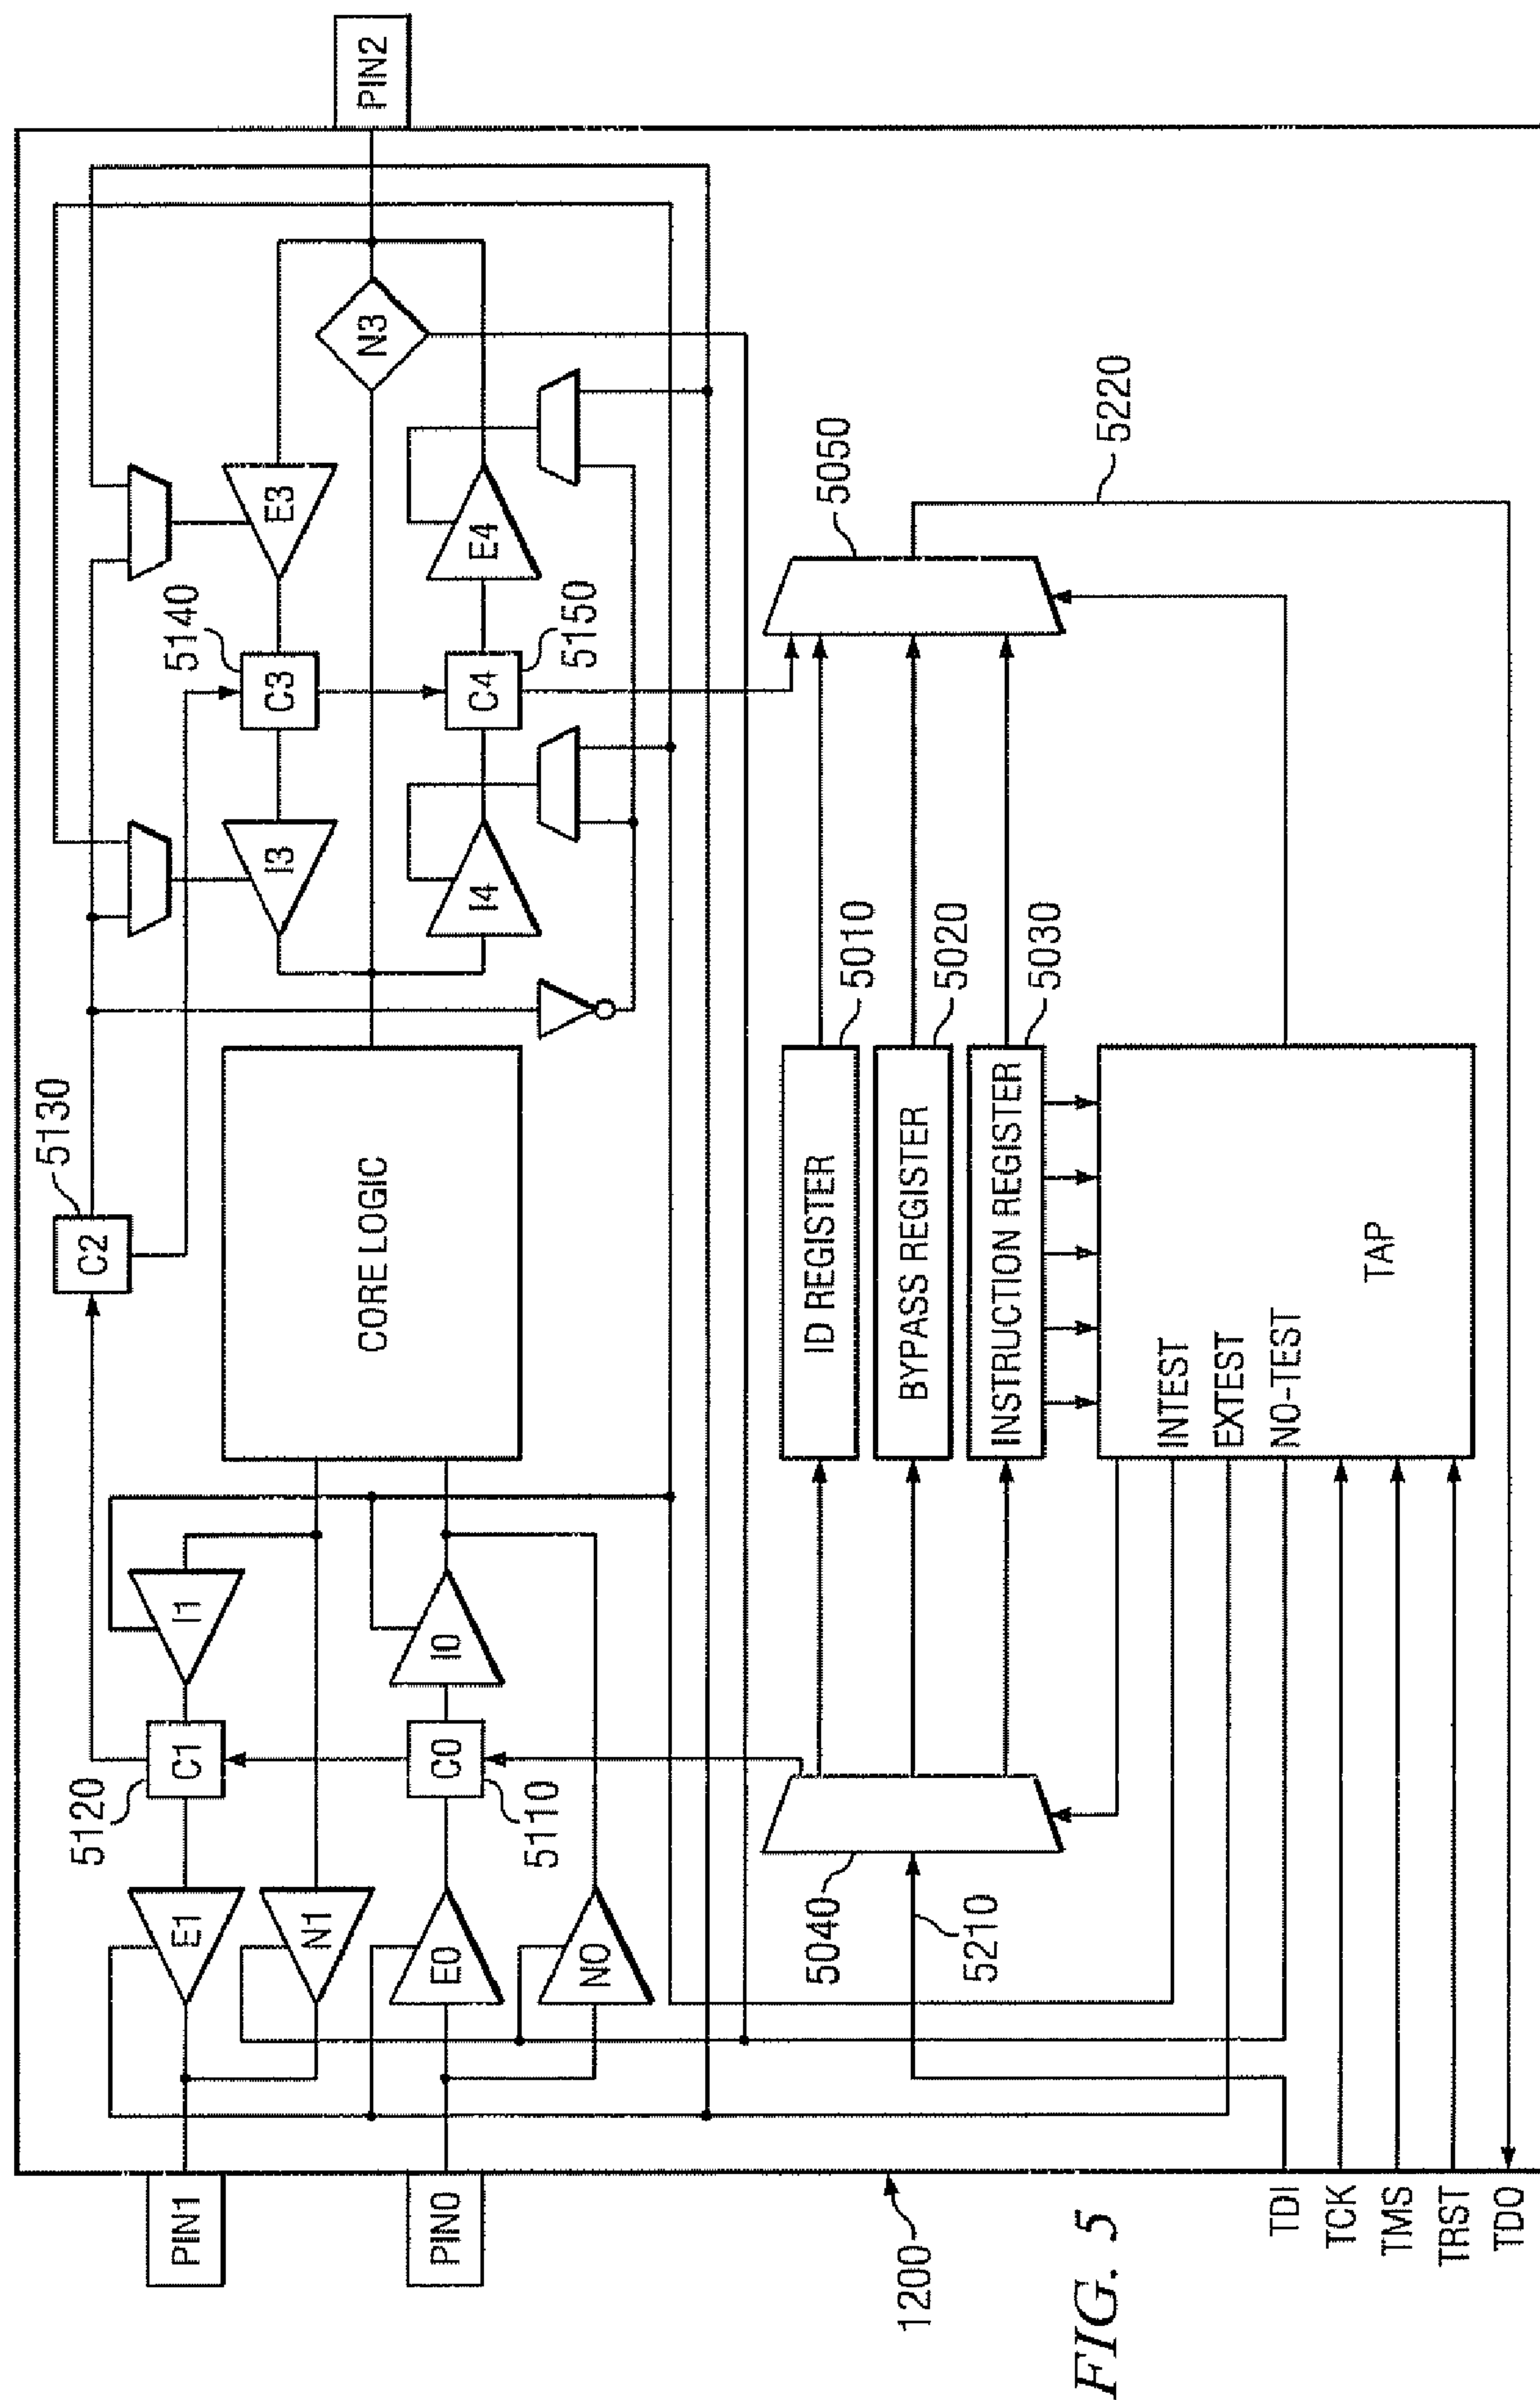 PIN2
N3
E3
E4
5140
C3
5150
C4
I3
I4
5130
C2
CORE LOGIC
5050
5220
5010
5020
5030
ID REGISTER
BYPASS REGISTER
INSTRUCTION REGISTER
TAP
INTEST
EXTEST
NO-TEST
I1
I0
5120
C1
C0
5110
E1
N1
E0
N0
5040
5210
PIN1
PIN0
1200
TDI
TCK
TMS
TRST
TDO
FIG. 5